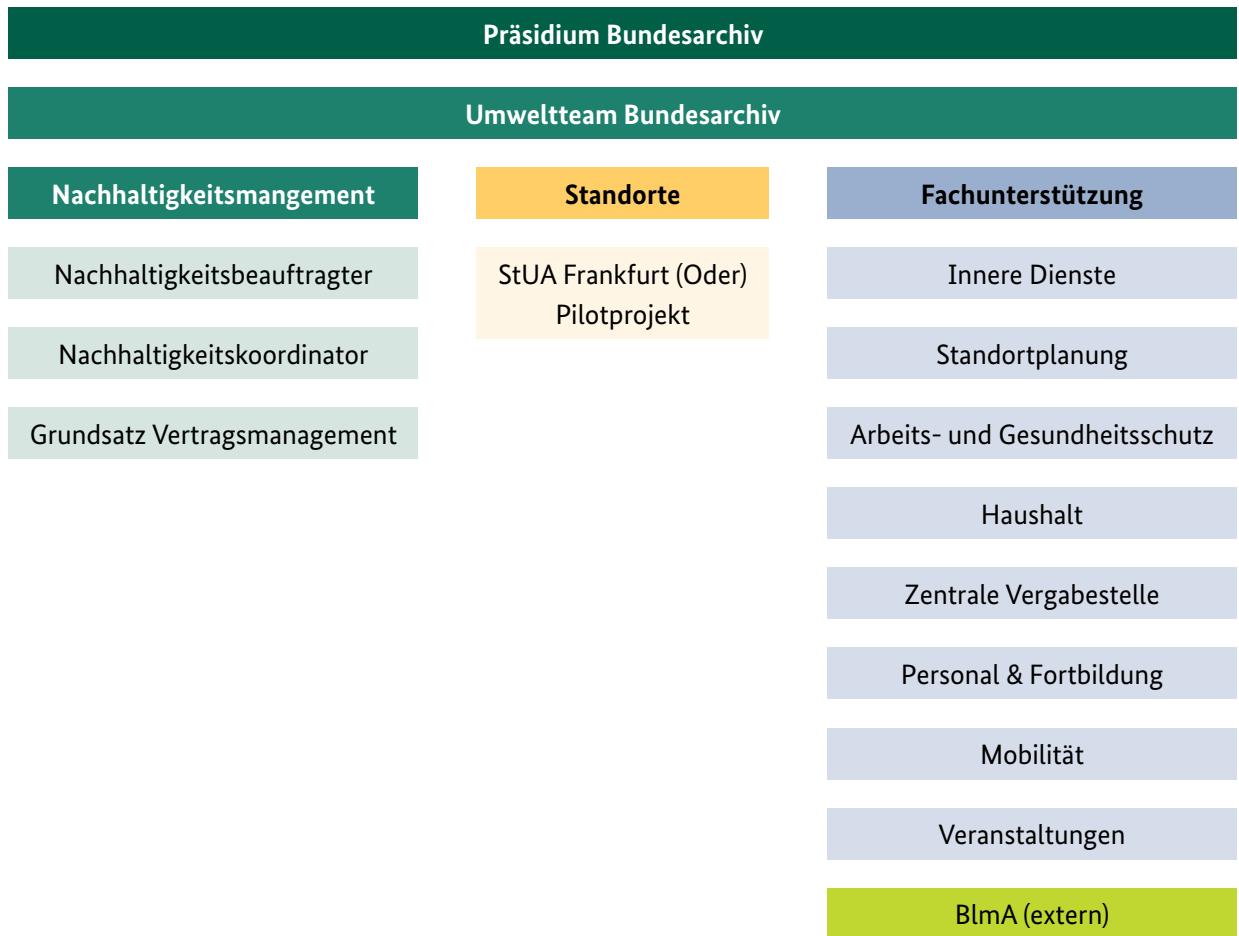 Präsidium Bundesarchiv
Umweltteam Bundesarchiv
Nachhaltigkeitsmangement
Nachhaltigkeitsbeauftragter
Nachhaltigkeitskoordinator
Grundsatz Vertragsmanagement
Standorte
StUA Frankfurt (Oder)
Pilotprojekt
Fachunterstützung
Innere Dienste
Standortplanung
Arbeits- und Gesundheitsschutz
Haushalt
Zentrale Vergabestelle
Personal & Fortbildung
Mobilität
Veranstaltungen
BlmA (extern)